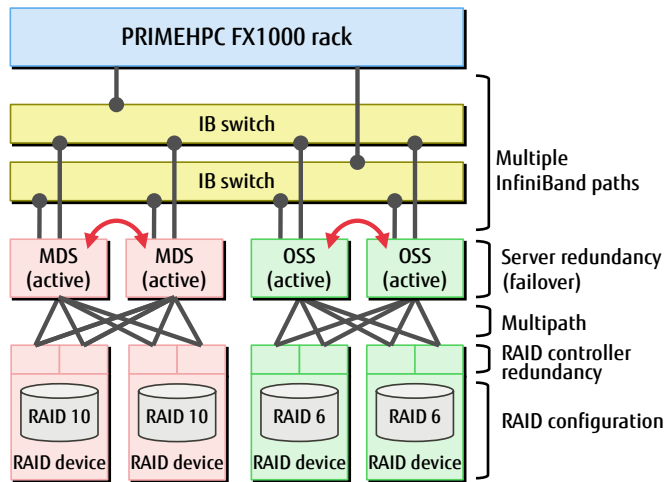 PRIMEHPC FX1000 rack
IB switch
IB switch
Multiple
InfiniBand paths
MDS
(active)
MDS
(active)
OSS
(active)
OSS
(active)
Server redundancy
(failover)
Multipath
RAID controller
redundancy
RAID 10
RAID 10
RAID 6
RAID 6
RAID configuration
RAID device
RAID device
RAID device
RAID device